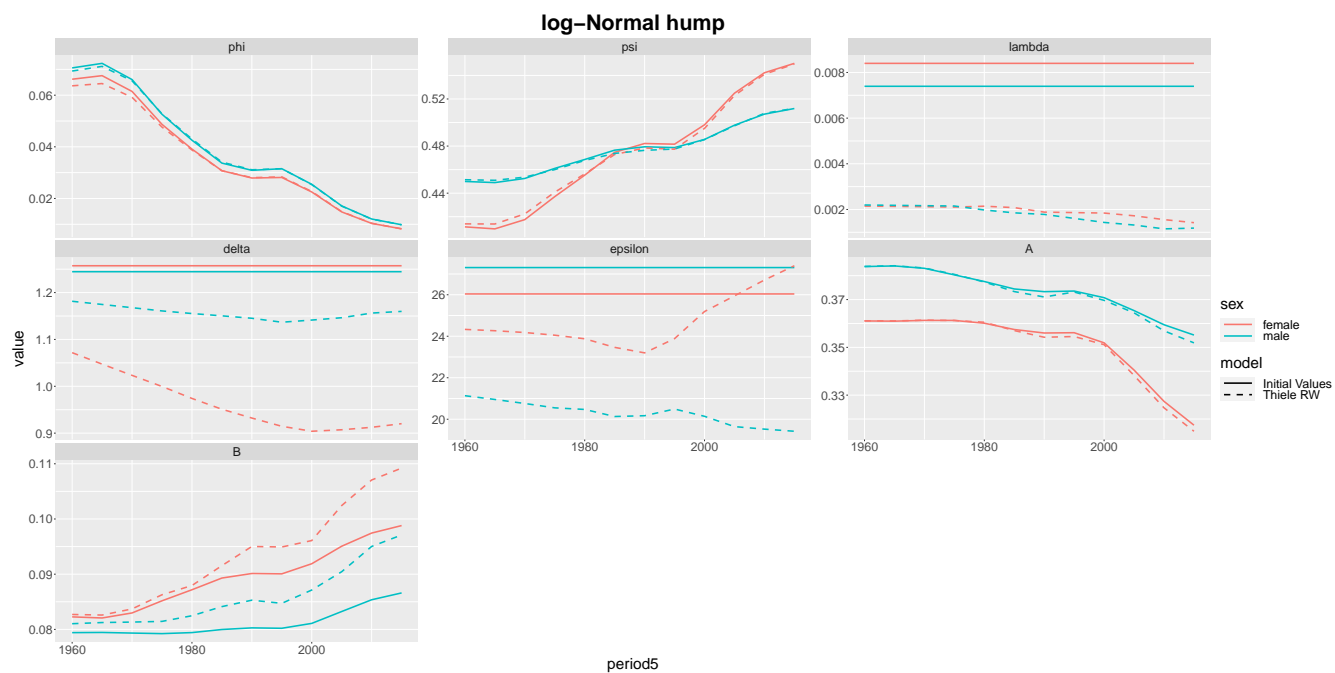 log−Normal hump
phi
psi
lambda
0.06
0.04
0.02
0.52
0.48
0.44
0.008
0.006
0.004
0.002
delta
epsilon
A
1.2
1.1
1.0
0.9
26
24
22
20
0.37
0.35
0.33
1960
1980
2000
1960
1980
2000
B
0.11
0.10
0.09
0.08
1960
1980
2000
value
period5
sex
female
male
model
Initial Values
Thiele RW